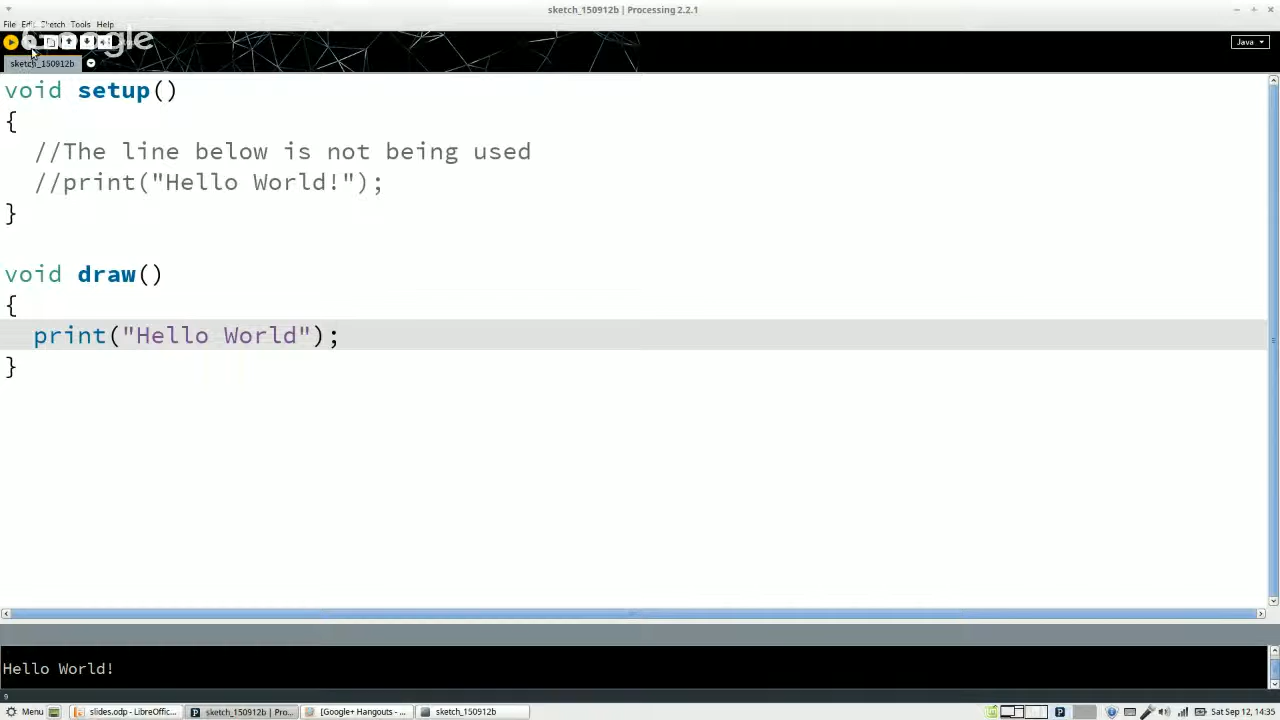 sketch_150912b | Processing 2.2.1
File Edit Sketch Tools Help
Google
Java
sketch_150912b
void setup()
{
//The line below is not being used
//print("Hello World!");
}
void draw()
{
print("Hello World");
}
Hello World!
9
Menu slides.odp - LibreOffic... sketch_150912b | Pro... [Google+ Hangouts - ... sketch_150912b Sat Sep 12, 14:35